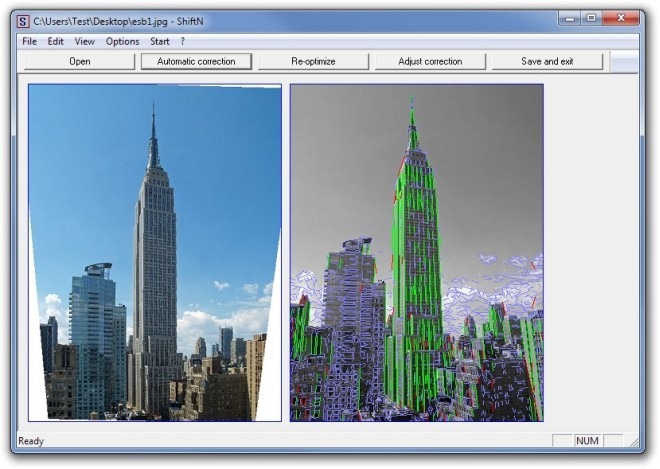 S C:\Users\Test\Desktop\esb1.jpg - ShiftN
File Edit View Options Start ?
Open Automatic correction Re-optimize Adjust correction Save and exit
Ready NUM